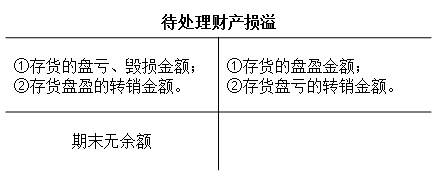 待处理财产损溢
①存货的盘亏、毁损金额；
②存货盘盈的转销金额。
①存货的盘盈金额；
②存货盘亏的转销金额。
期末无余额